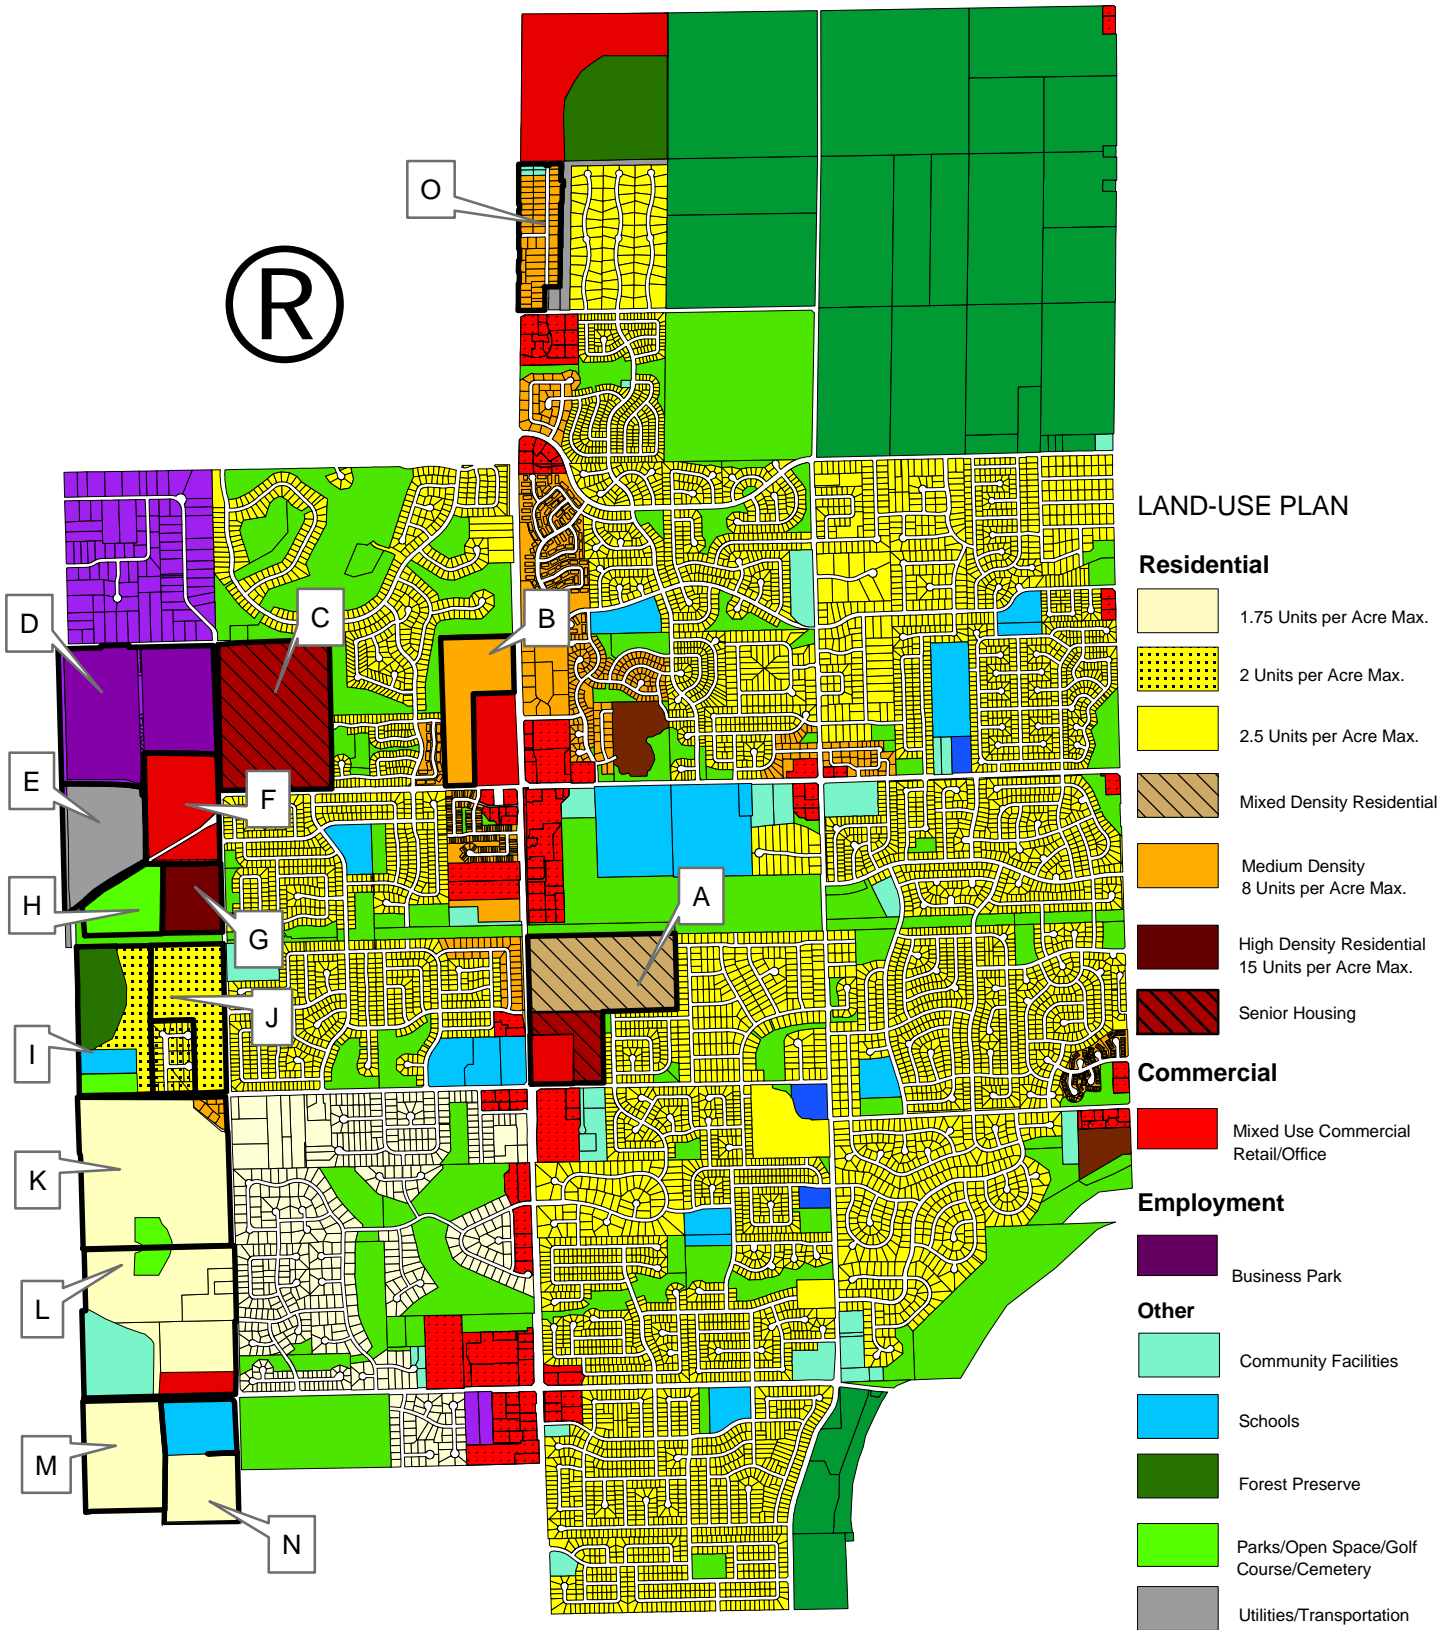 O
®
LAND-USE PLAN
Residential
1.75 Units per Acre Max.
2 Units per Acre Max.
2.5 Units per Acre Max.
Mixed Density Residential
Medium Density
8 Units per Acre Max.
High Density Residential
15 Units per Acre Max.
Senior Housing
Commercial
Mixed Use Commercial
Retail/Office
Employment
Business Park
Other
Community Facilities
Schools
Forest Preserve
Parks/Open Space/Golf
Course/Cemetery
Utilities/Transportation
D
C
B
E
F
H
G
A
I
J
K
L
M
N